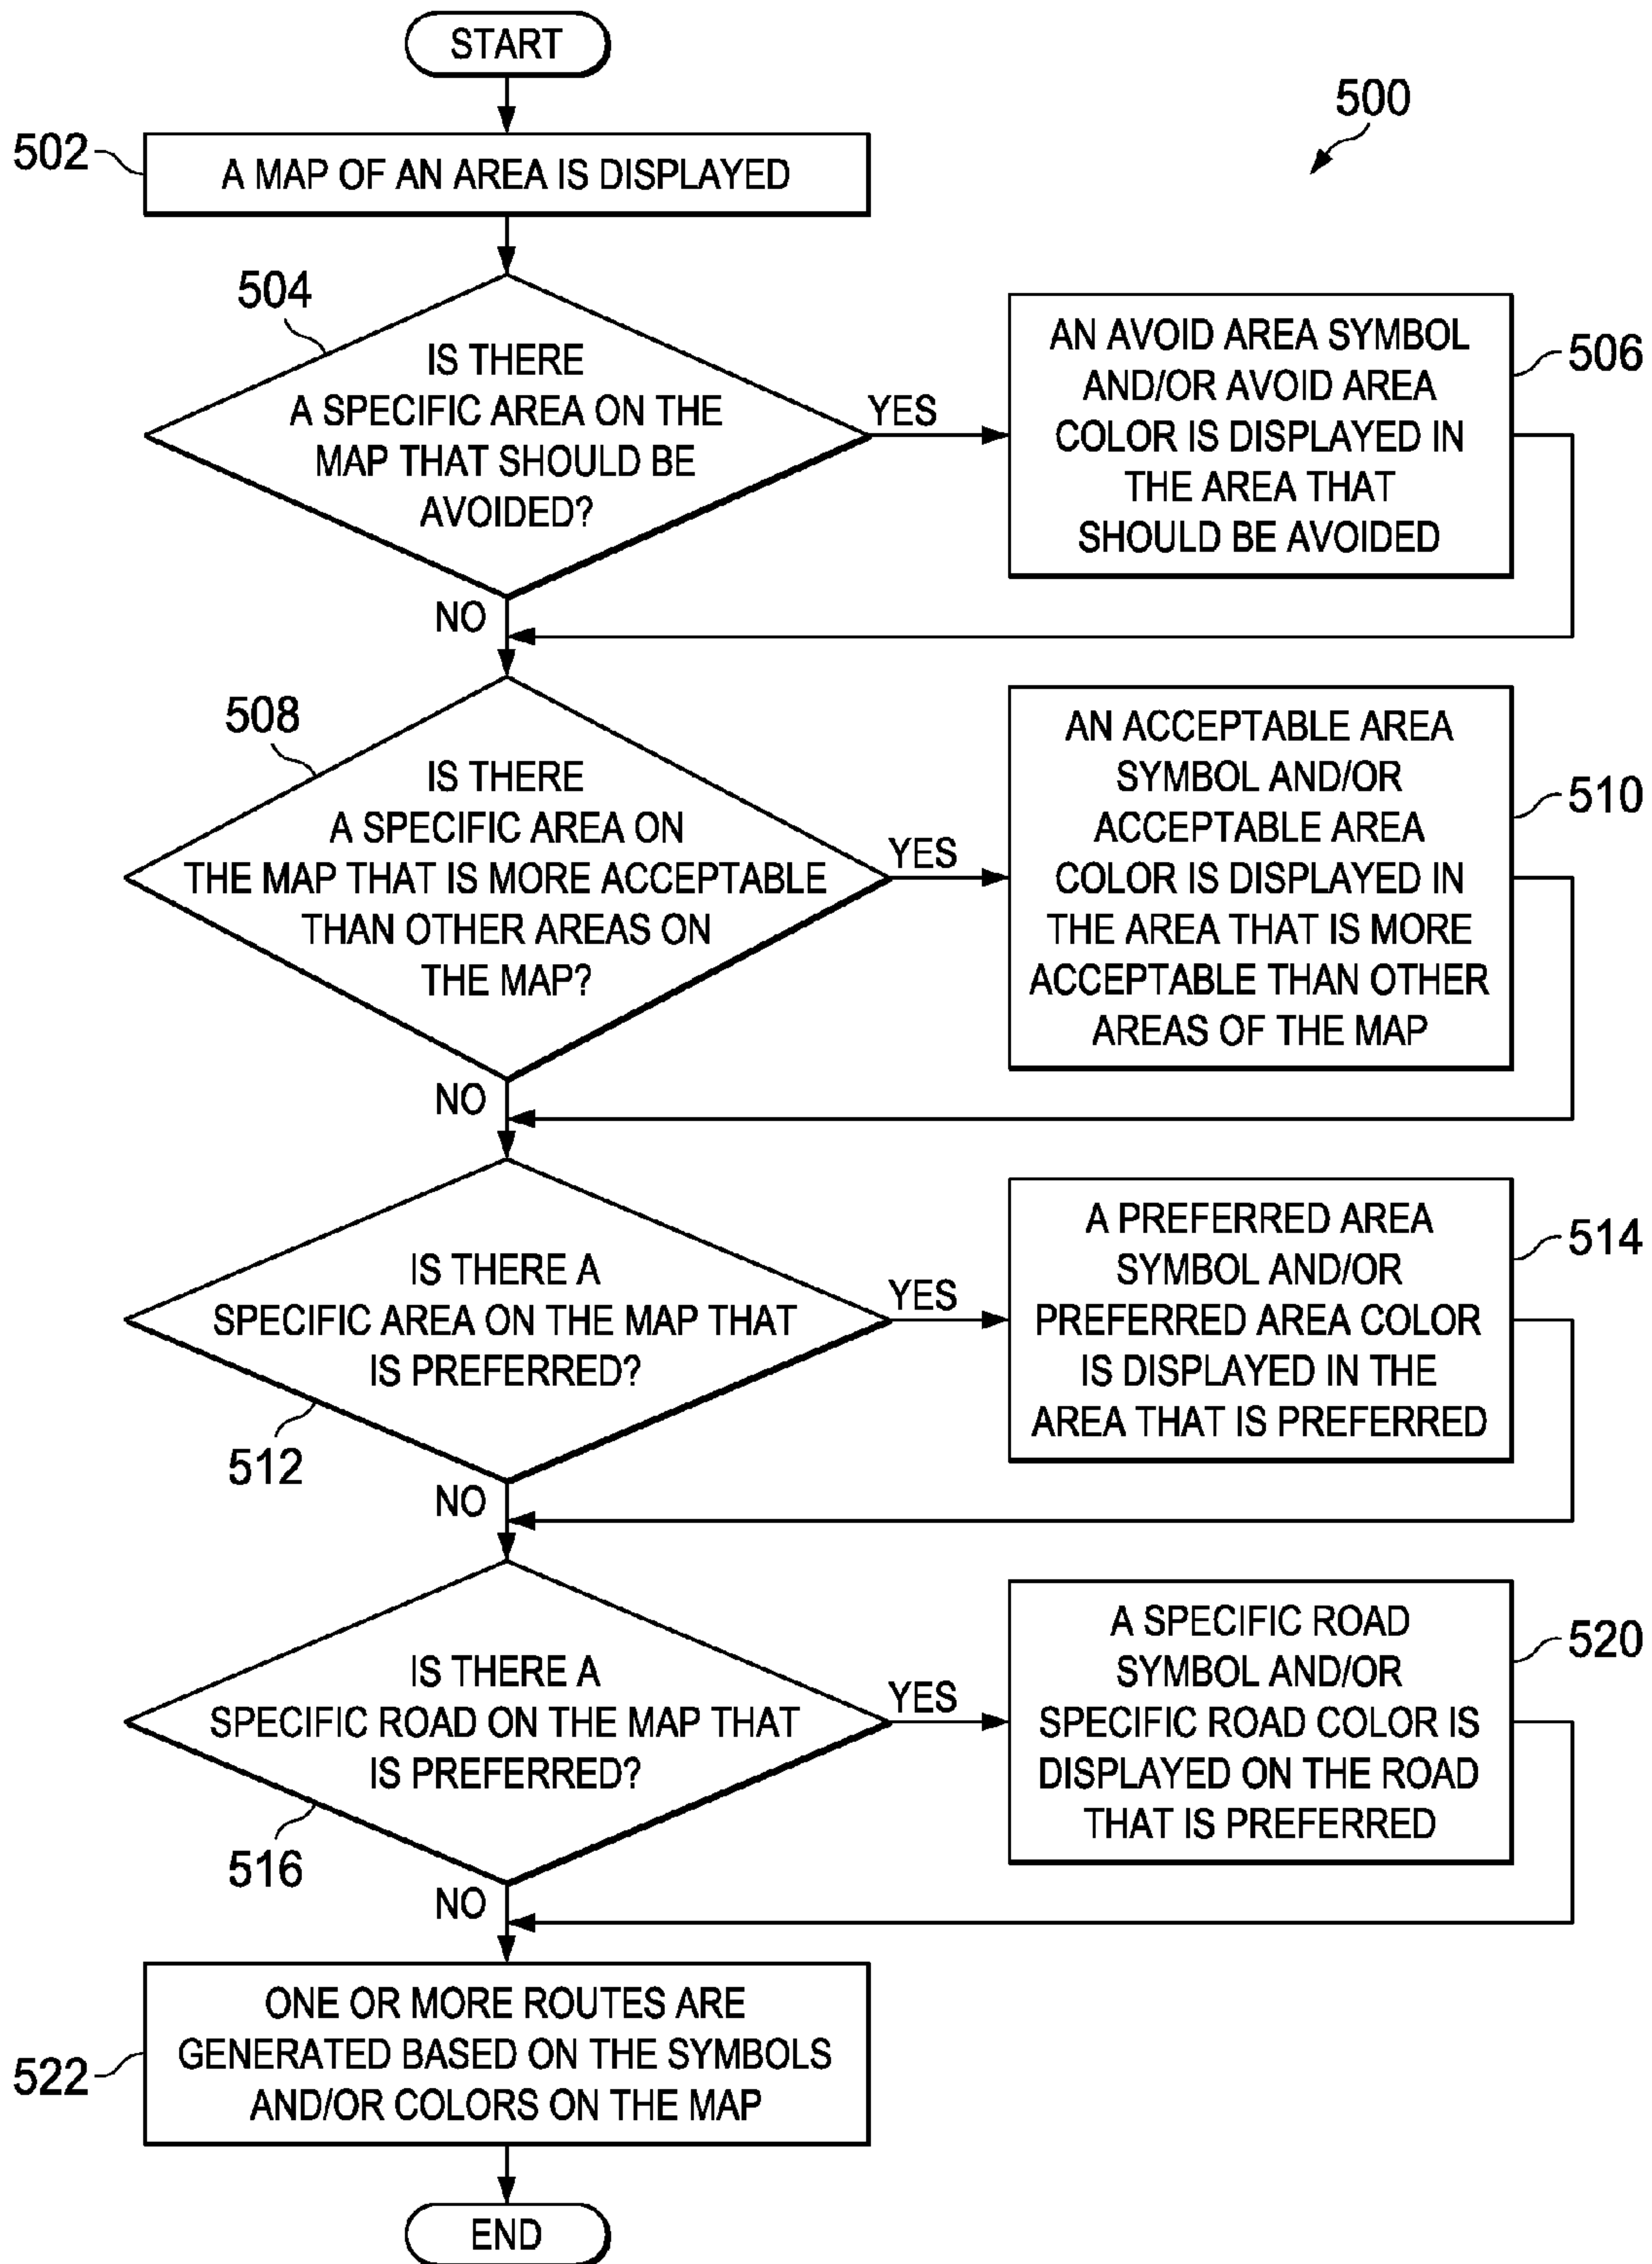 START
500
502
A MAP OF AN AREA IS DISPLAYED
504
IS THERE
A SPECIFIC AREA ON THE
MAP THAT SHOULD BE
AVOIDED?
YES
NO
AN AVOID AREA SYMBOL
AND/OR AVOID AREA
COLOR IS DISPLAYED IN
THE AREA THAT
SHOULD BE AVOIDED
506
508
IS THERE
A SPECIFIC AREA ON
THE MAP THAT IS MORE ACCEPTABLE
THAN OTHER AREAS ON
THE MAP?
YES
NO
AN ACCEPTABLE AREA
SYMBOL AND/OR
ACCEPTABLE AREA
COLOR IS DISPLAYED IN
THE AREA THAT IS MORE
ACCEPTABLE THAN OTHER
AREAS OF THE MAP
510
IS THERE A
SPECIFIC AREA ON THE MAP THAT
IS PREFERRED?
512
YES
NO
A PREFERRED AREA
SYMBOL AND/OR
PREFERRED AREA COLOR
IS DISPLAYED IN THE
AREA THAT IS PREFERRED
514
IS THERE A
SPECIFIC ROAD ON THE MAP THAT
IS PREFERRED?
516
YES
NO
A SPECIFIC ROAD
SYMBOL AND/OR
SPECIFIC ROAD COLOR IS
DISPLAYED ON THE ROAD
THAT IS PREFERRED
520
ONE OR MORE ROUTES ARE
GENERATED BASED ON THE SYMBOLS
AND/OR COLORS ON THE MAP
522
END